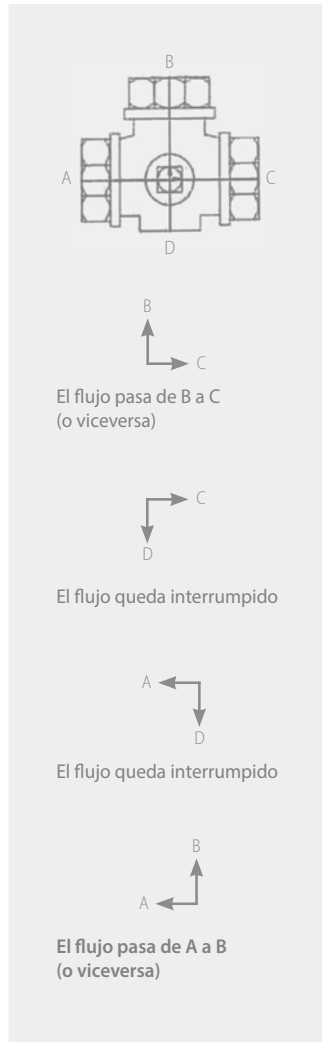 B
A C
D
B
C
El flujo pasa de B a C
(o viceversa)
C
D
El flujo queda interrumpido
A
D
El flujo queda interrumpido
B
A
El flujo pasa de A a B
(o viceversa)